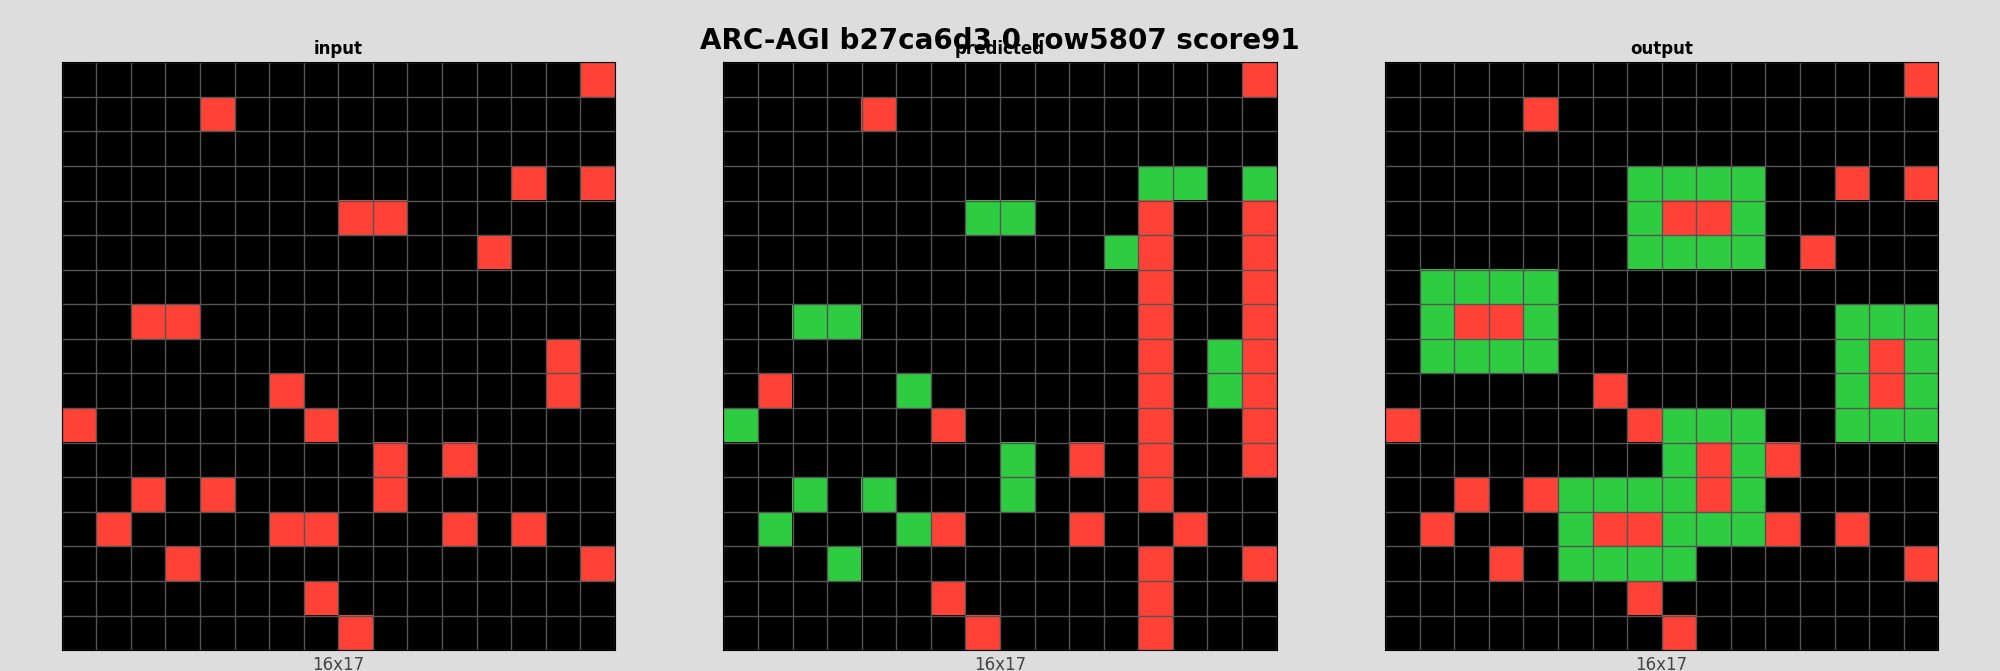 ARC-AGI b27ca6d3.0 row5807 score91
input
predicted
output
16x17
16x17
16x17